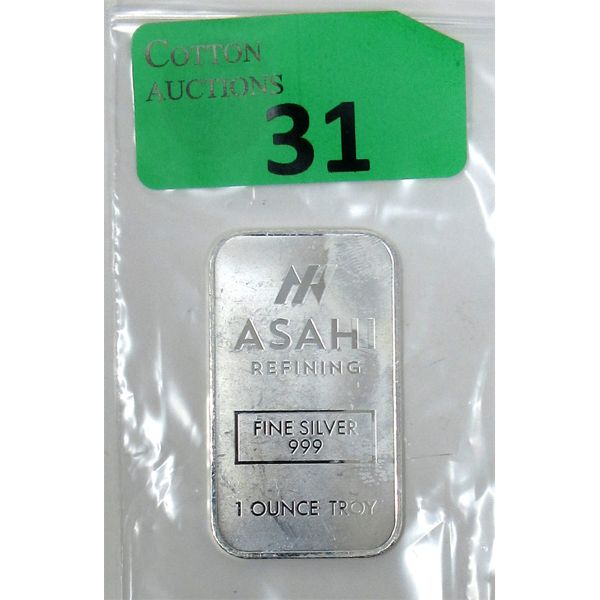 COTTON
AUCTIONS
31
ASAHI
REFINING
FINE SILVER
999
1 OUNCE TROY